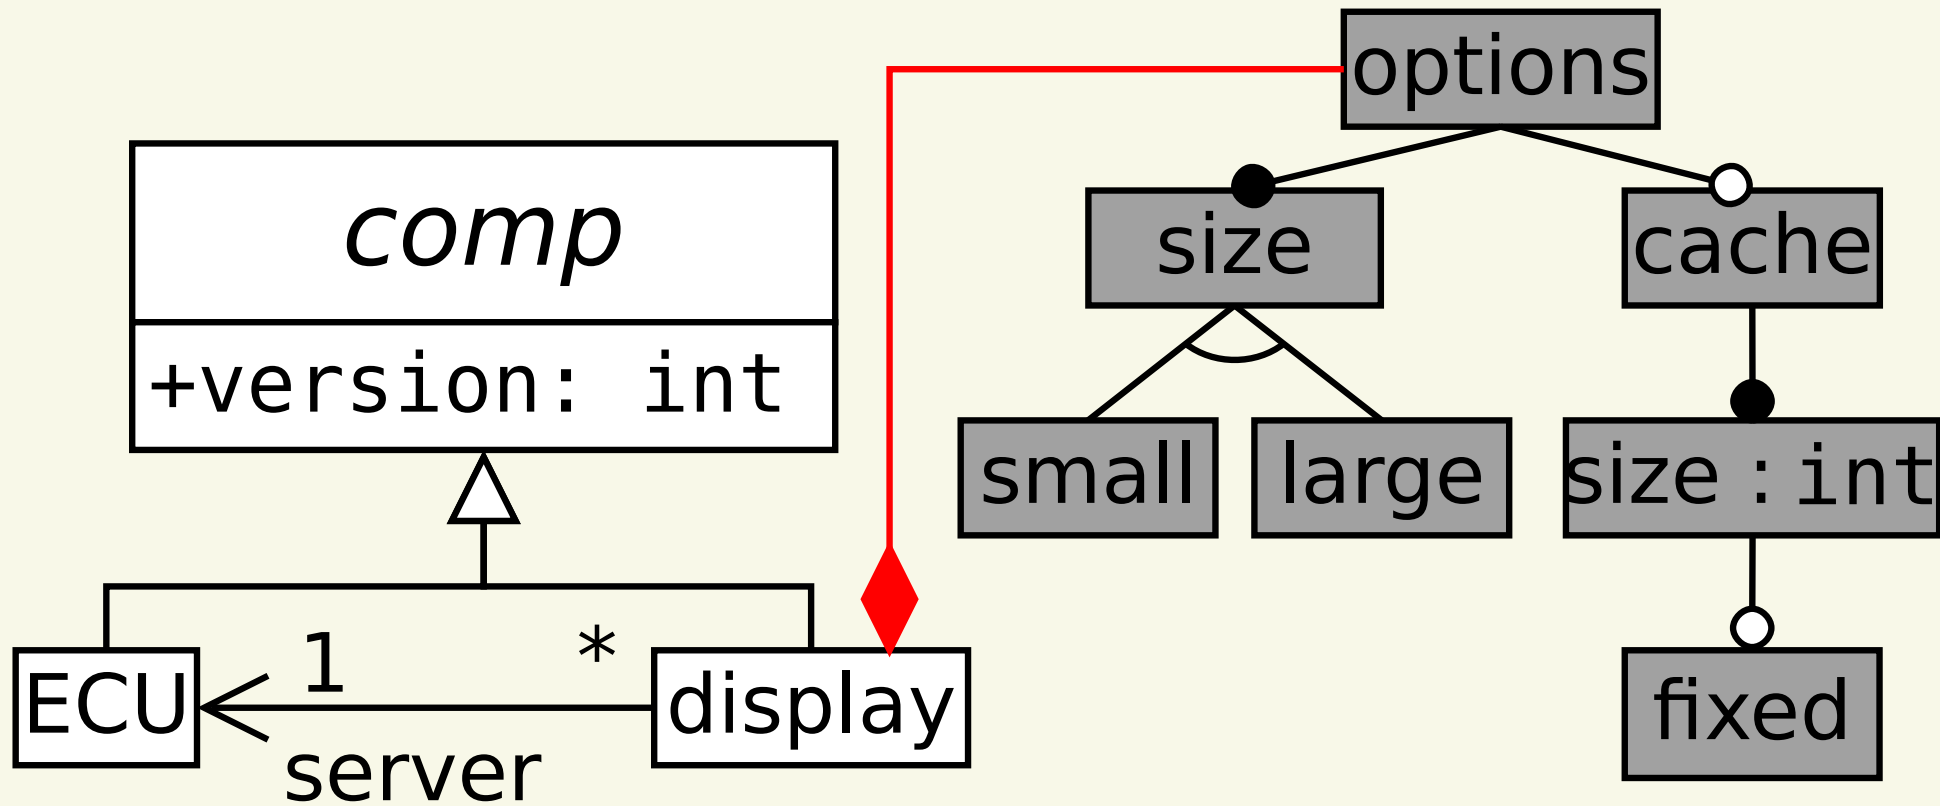 options
comp
size
cache
+version: int
small
large
size : int
1
*
ECU
display
fixed
server